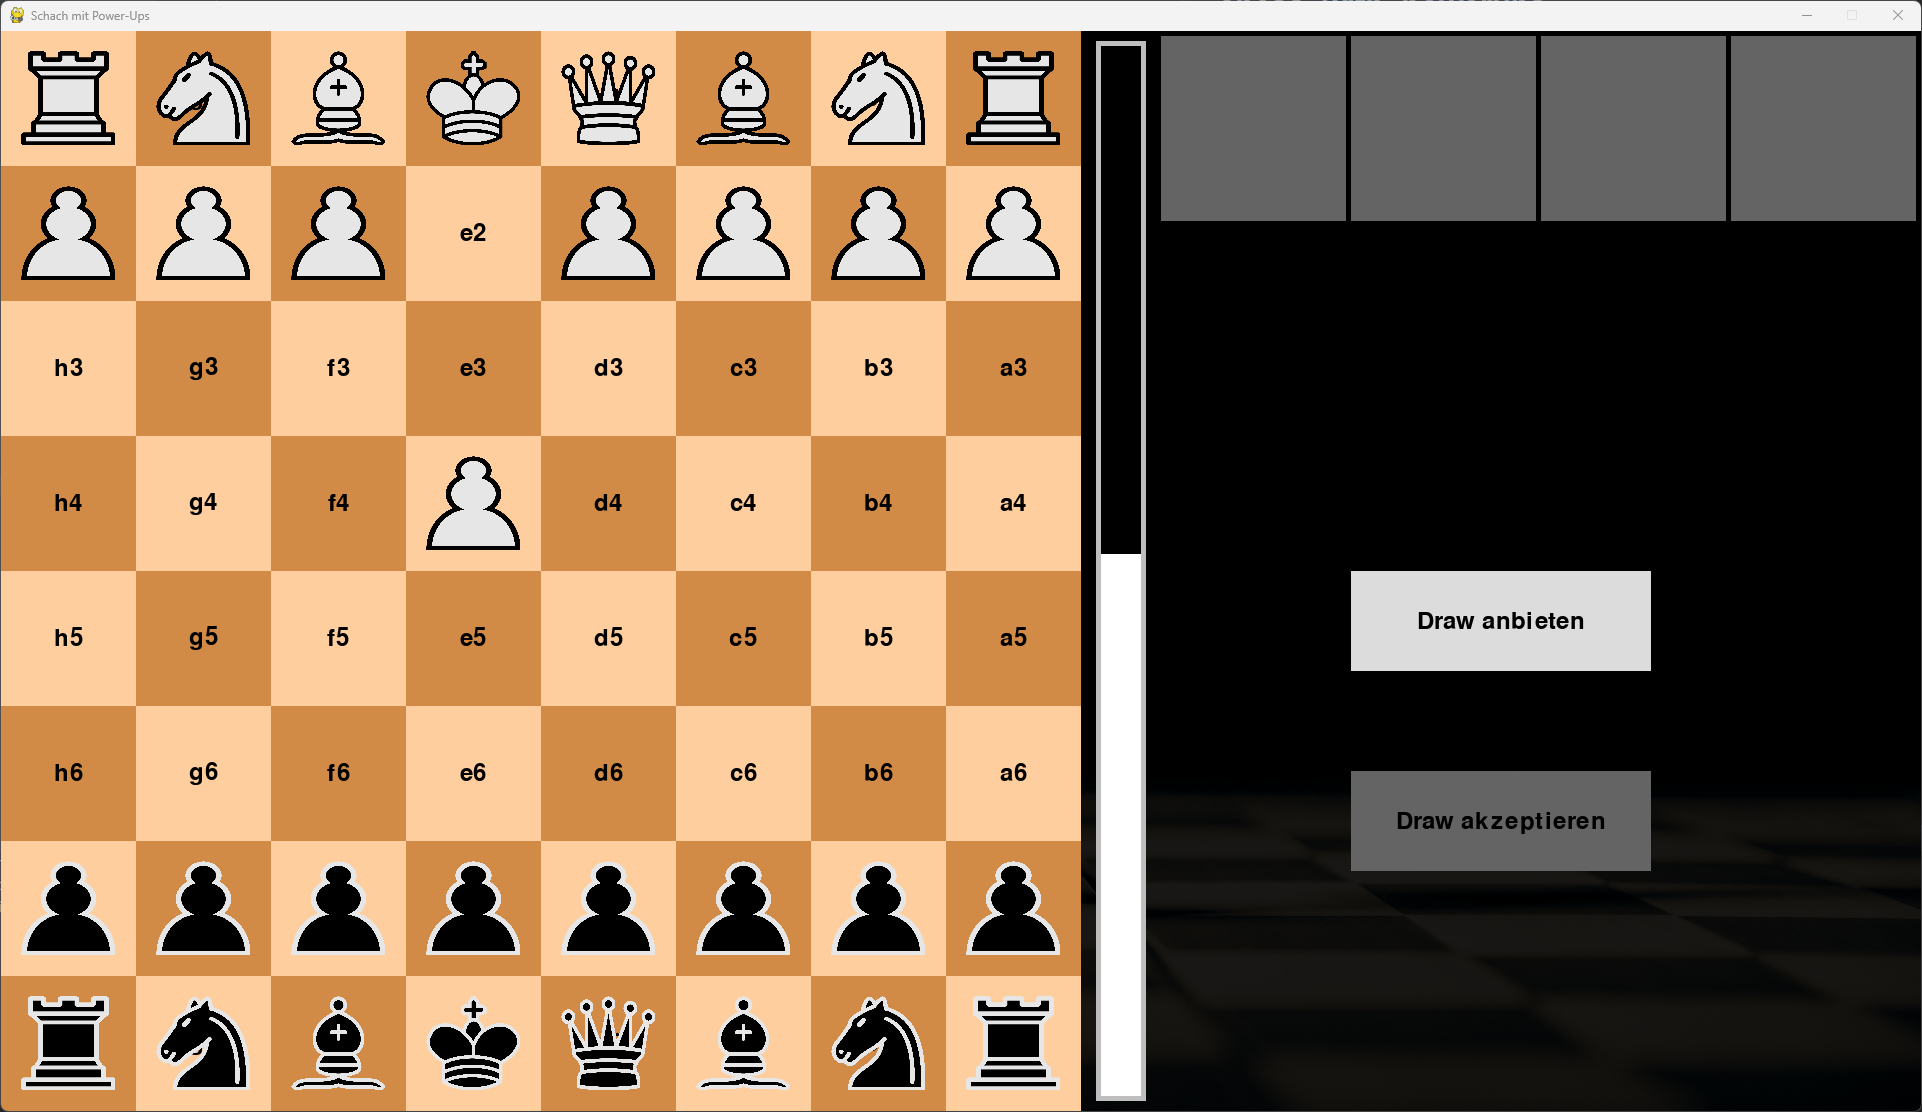 Schach mit Power-Ups
e2
h3 g3 f3 e3 d3 c3 b3 a3
h4 g4 f4 d4 c4 b4 a4
h5 g5 f5 e5 d5 c5 b5 a5
h6 g6 f6 e6 d6 c6 b6 a6
Draw anbieten
Draw akzeptieren